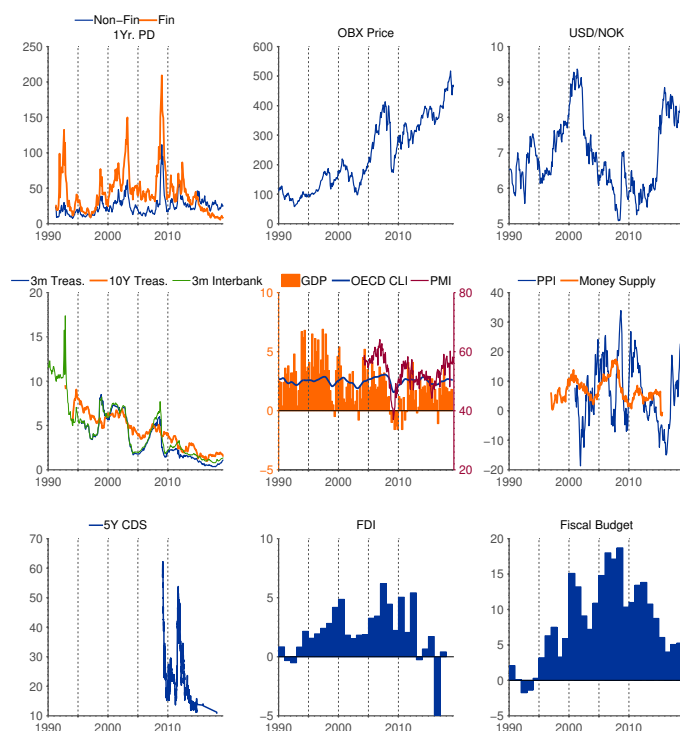 Non-Fin Fin
1Yr. PD
250
200
150
100
50
0
1990 2000 2010
OBX Price
600
500
400
300
200
100
0
1990 2000 2010
USD/NOK
10
9
8
7
6
5
1990 2000 2010
3m Treas. 10Y Treas. 3m Interbank
20
15
10
5
0
1990 2000 2010
GDP OECD CLI PMI
10 80
5 60
0 40
−5 20
1990 2000 2010
PPI Money Supply
40
30
20
10
0
−10
−20
1990 2000 2010
5Y CDS
70
60
50
40
30
20
10
1990 2000 2010
FDI
10
5
0
−5
1990 2000 2010
Fiscal Budget
20
15
10
5
0
−5
1990 2000 2010